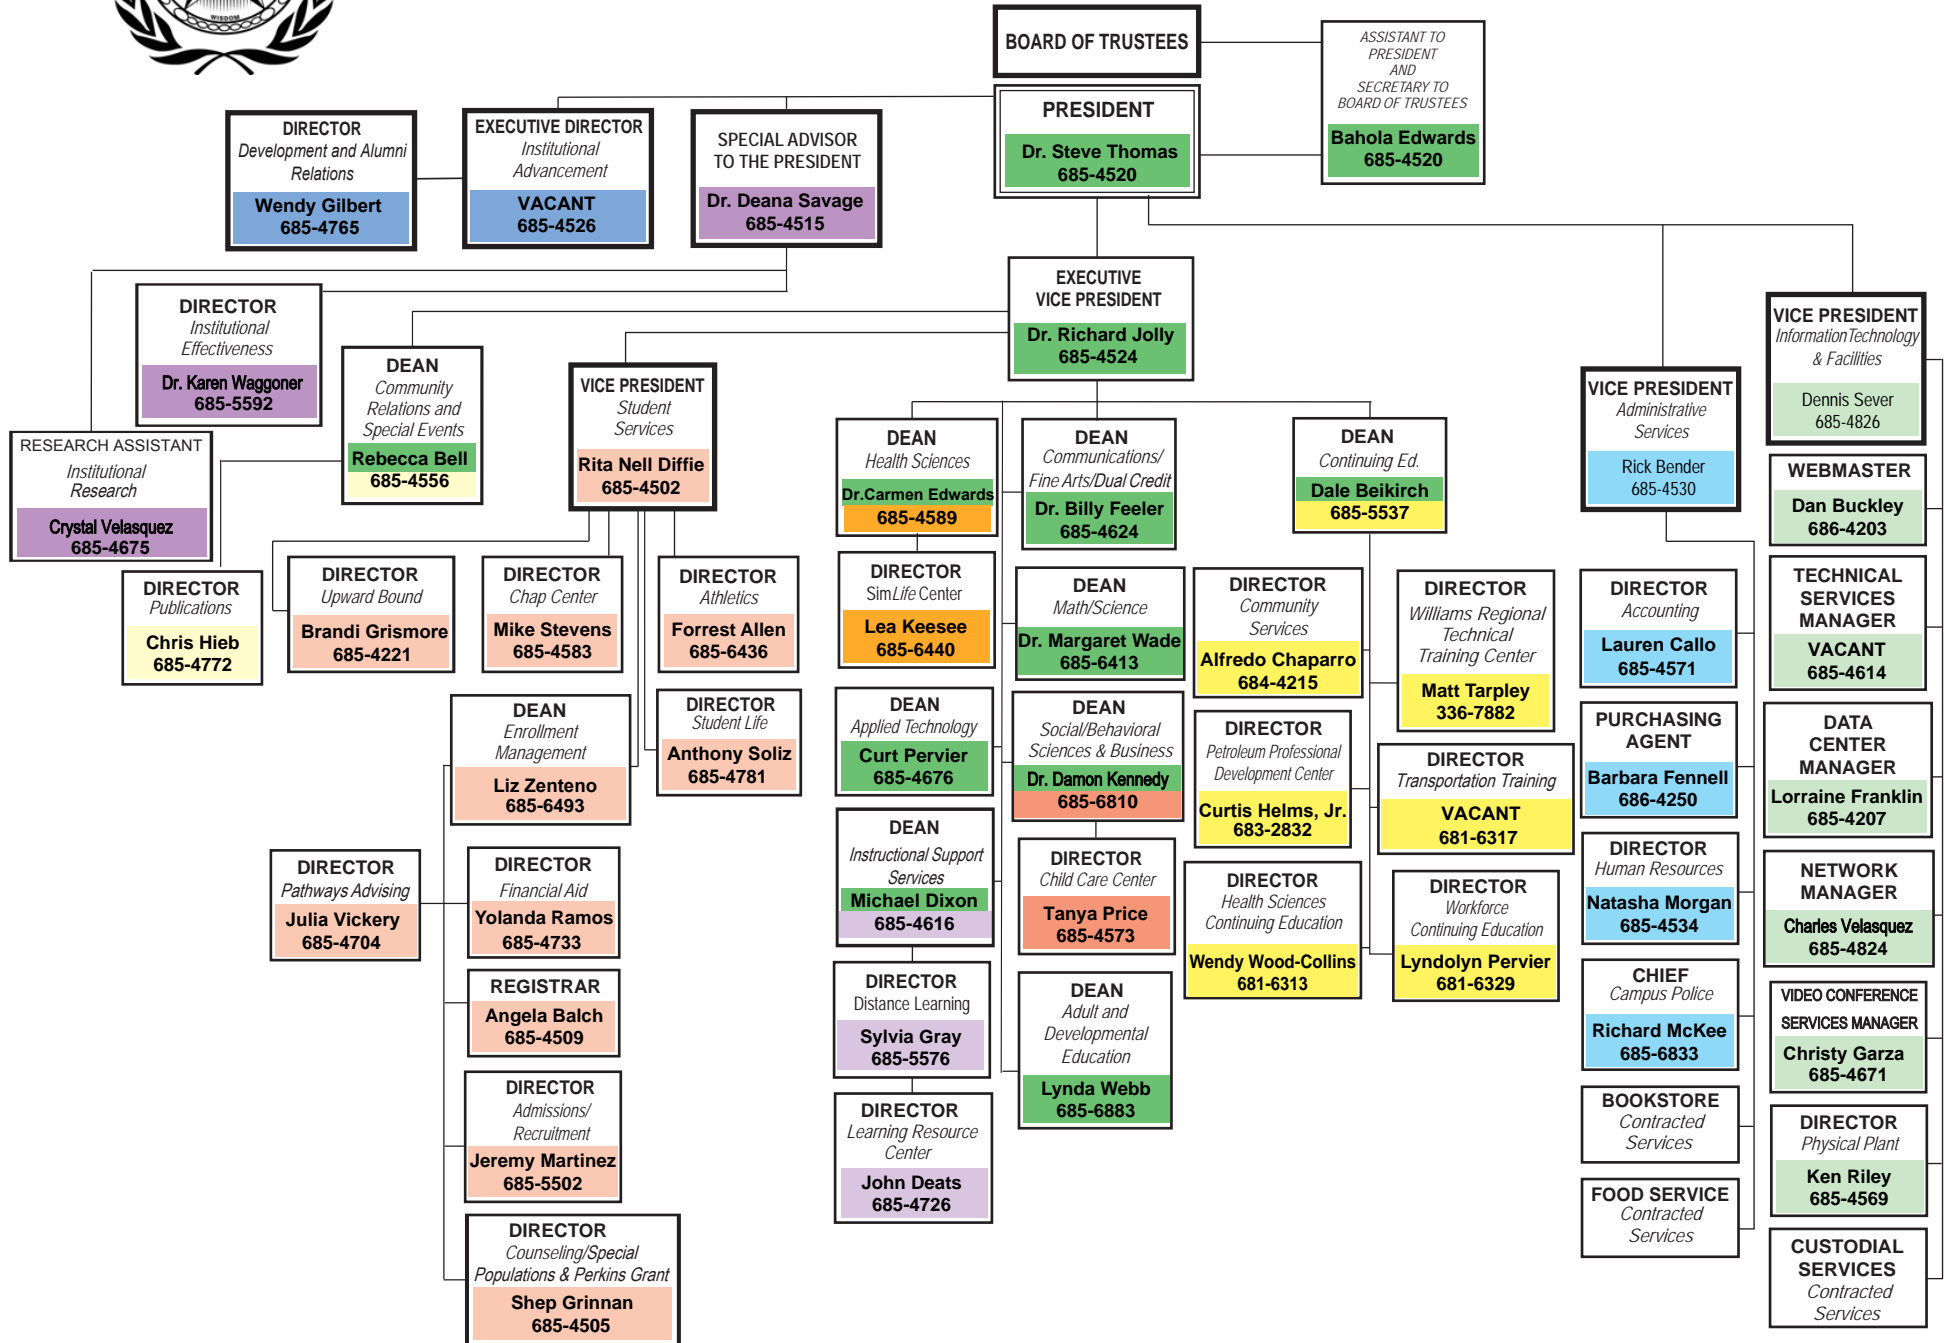 WISDOM
BOARD OF TRUSTEES
ASSISTANT TO
PRESIDENT
AND
SECRETARY TO
BOARD OF TRUSTEES
Bahola Edwards
685-4520
PRESIDENT
Dr. Steve Thomas
685-4520
DIRECTOR
Development and Alumni
Relations
Wendy Gilbert
685-4765
EXECUTIVE DIRECTOR
Institutional
Advancement
VACANT
685-4526
SPECIAL ADVISOR
TO THE PRESIDENT
Dr. Deana Savage
685-4515
EXECUTIVE
VICE PRESIDENT
Dr. Richard Jolly
685-4524
DIRECTOR
Institutional
Effectiveness
Dr. Karen Waggoner
685-5592
RESEARCH ASSISTANT
Institutional
Research
Crystal Velasquez
685-4675
DEAN
Community
Relations and
Special Events
Rebecca Bell
685-4556
VICE PRESIDENT
Student
Services
Rita Nell Diffie
685-4502
DEAN
Health Sciences
Dr.Carmen Edwards
685-4589
DEAN
Communications/
Fine Arts/Dual Credit
Dr. Billy Feeler
685-4624
DEAN
Continuing Ed.
Dale Beikirch
685-5537
VICE PRESIDENT
Administrative
Services
Rick Bender
685-4530
VICE PRESIDENT
InformationTechnology
& Facilities
Dennis Sever
685-4826
DIRECTOR
Publications
Chris Hieb
685-4772
DIRECTOR
Upward Bound
Brandi Grismore
685-4221
DIRECTOR
Chap Center
Mike Stevens
685-4583
DIRECTOR
Athletics
Forrest Allen
685-6436
DIRECTOR
SimLife Center
Lea Keesee
685-6440
DEAN
Math/Science
Dr. Margaret Wade
685-6413
DIRECTOR
Community
Services
Alfredo Chaparro
684-4215
DIRECTOR
Williams Regional
Technical
Training Center
Matt Tarpley
336-7882
DIRECTOR
Accounting
Lauren Callo
685-4571
WEBMASTER
Dan Buckley
686-4203
TECHNICAL
SERVICES
MANAGER
VACANT
685-4614
DEAN
Enrollment
Management
Liz Zenteno
685-6493
DIRECTOR
Student Life
Anthony Soliz
685-4781
DEAN
Applied Technology
Curt Pervier
685-4676
DEAN
Social/Behavioral
Sciences & Business
Dr. Damon Kennedy
685-6810
DIRECTOR
Petroleum Professional
Development Center
Curtis Helms, Jr.
683-2832
DIRECTOR
Transportation Training
VACANT
681-6317
PURCHASING
AGENT
Barbara Fennell
686-4250
DATA
CENTER
MANAGER
Lorraine Franklin
685-4207
DIRECTOR
Pathways Advising
Julia Vickery
685-4704
DIRECTOR
Financial Aid
Yolanda Ramos
685-4733
DEAN
Instructional Support
Services
Michael Dixon
685-4616
DIRECTOR
Child Care Center
Tanya Price
685-4573
DIRECTOR
Health Sciences
Continuing Education
Wendy Wood-Collins
681-6313
DIRECTOR
Workforce
Continuing Education
Lyndolyn Pervier
681-6329
DIRECTOR
Human Resources
Natasha Morgan
685-4534
NETWORK
MANAGER
Charles Velasquez
685-4824
REGISTRAR
Angela Balch
685-4509
DIRECTOR
Distance Learning
Sylvia Gray
685-5576
DEAN
Adult and
Developmental
Education
Lynda Webb
685-6883
CHIEF
Campus Police
Richard McKee
685-6833
VIDEO CONFERENCE
SERVICES MANAGER
Christy Garza
685-4671
DIRECTOR
Admissions/
Recruitment
Jeremy Martinez
685-5502
DIRECTOR
Learning Resource
Center
John Deats
685-4726
BOOKSTORE
Contracted
Services
DIRECTOR
Physical Plant
Ken Riley
685-4569
DIRECTOR
Counseling/Special
Populations & Perkins Grant
Shep Grinnan
685-4505
FOOD SERVICE
Contracted
Services
CUSTODIAL
SERVICES
Contracted
Services